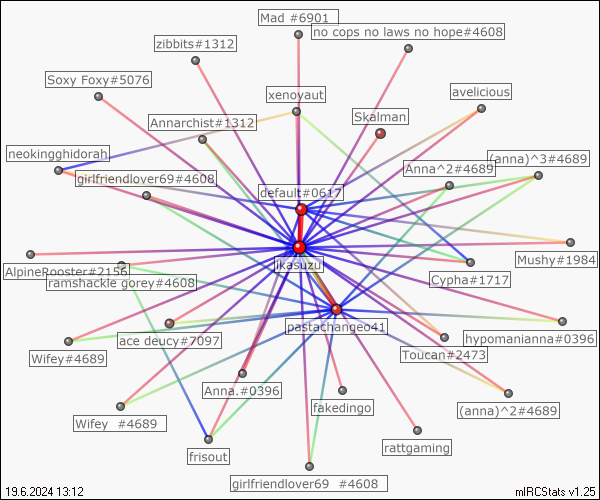 Mad #6901
no cops no laws no hope#4608
zibbits#1312
Soxy Foxy#5076
xenovaut
avelicious
Annarchist#1312
Skalman
neokingghidorah
Anna^2#4689
(anna)^3#4689
girlfriendlover69#4608
default#0617
ikasuzu
AlpineRooster#2156
Cypha#1717
Mushy#1984
ramshackle gorey#4608
pastachangeo41
ace deucy#7097
hypomanianna#0396
Wifey#4689
Toucan#2473
Anna.#0396
fakedingo
(anna)^2#4689
Wifey #4689
rattgaming
frisout
girlfriendlover69 #4608
19.6.2024 13:12
mIRCStats v1.25